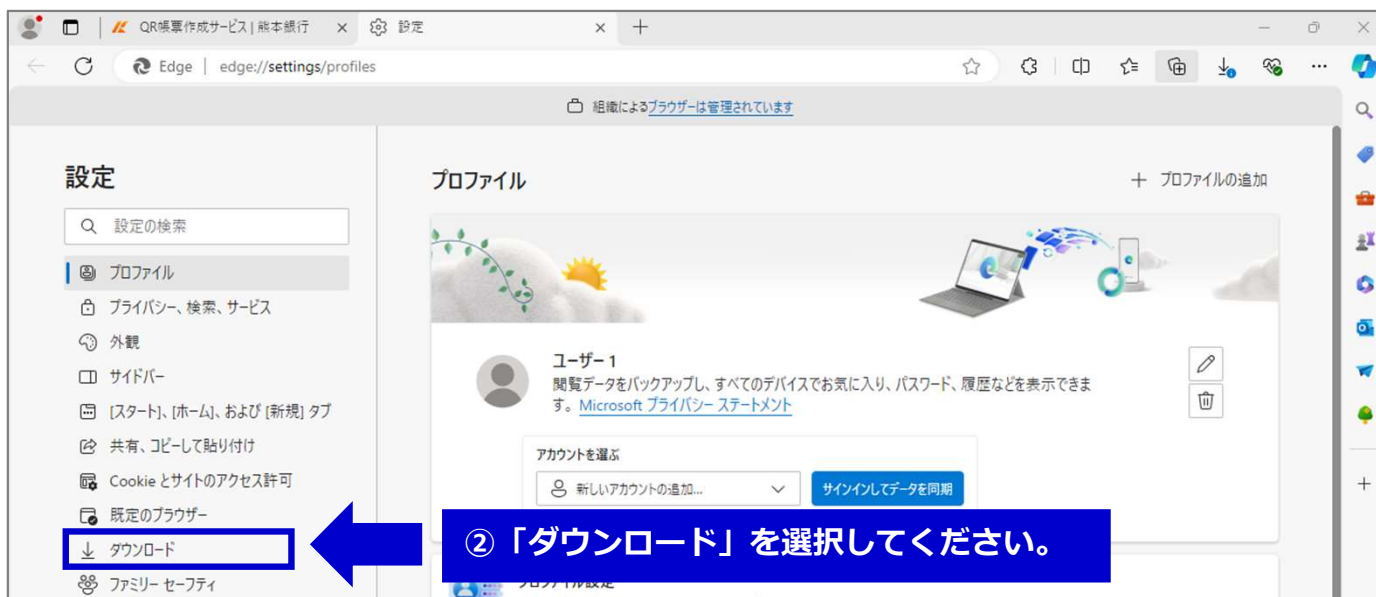 QR帳票作成サービス | 熊本銀行
設定
Edge | edge://settings/profiles
組織によるブラウザーは管理されています
設定
プロファイル
プロファイルの追加
設定の検索
プロファイル
プライバシー、検索、サービス
外観
サイドバー
[スタート]、[ホーム]、および [新規] タブ
共有、コピーして貼り付け
Cookie とサイトのアクセス許可
既定のブラウザー
ダウンロード
ファミリー セーフティ
ユーザー 1
閲覧データをバックアップし、すべてのデバイスでお気に入り、パスワード、履歴などを表示できま
す。Microsoft プライバシー ステートメント
アカウントを選ぶ
新しいアカウントの追加...
サインインしてデータを同期
②「ダウンロード」を選択してください。
プロファイル設定